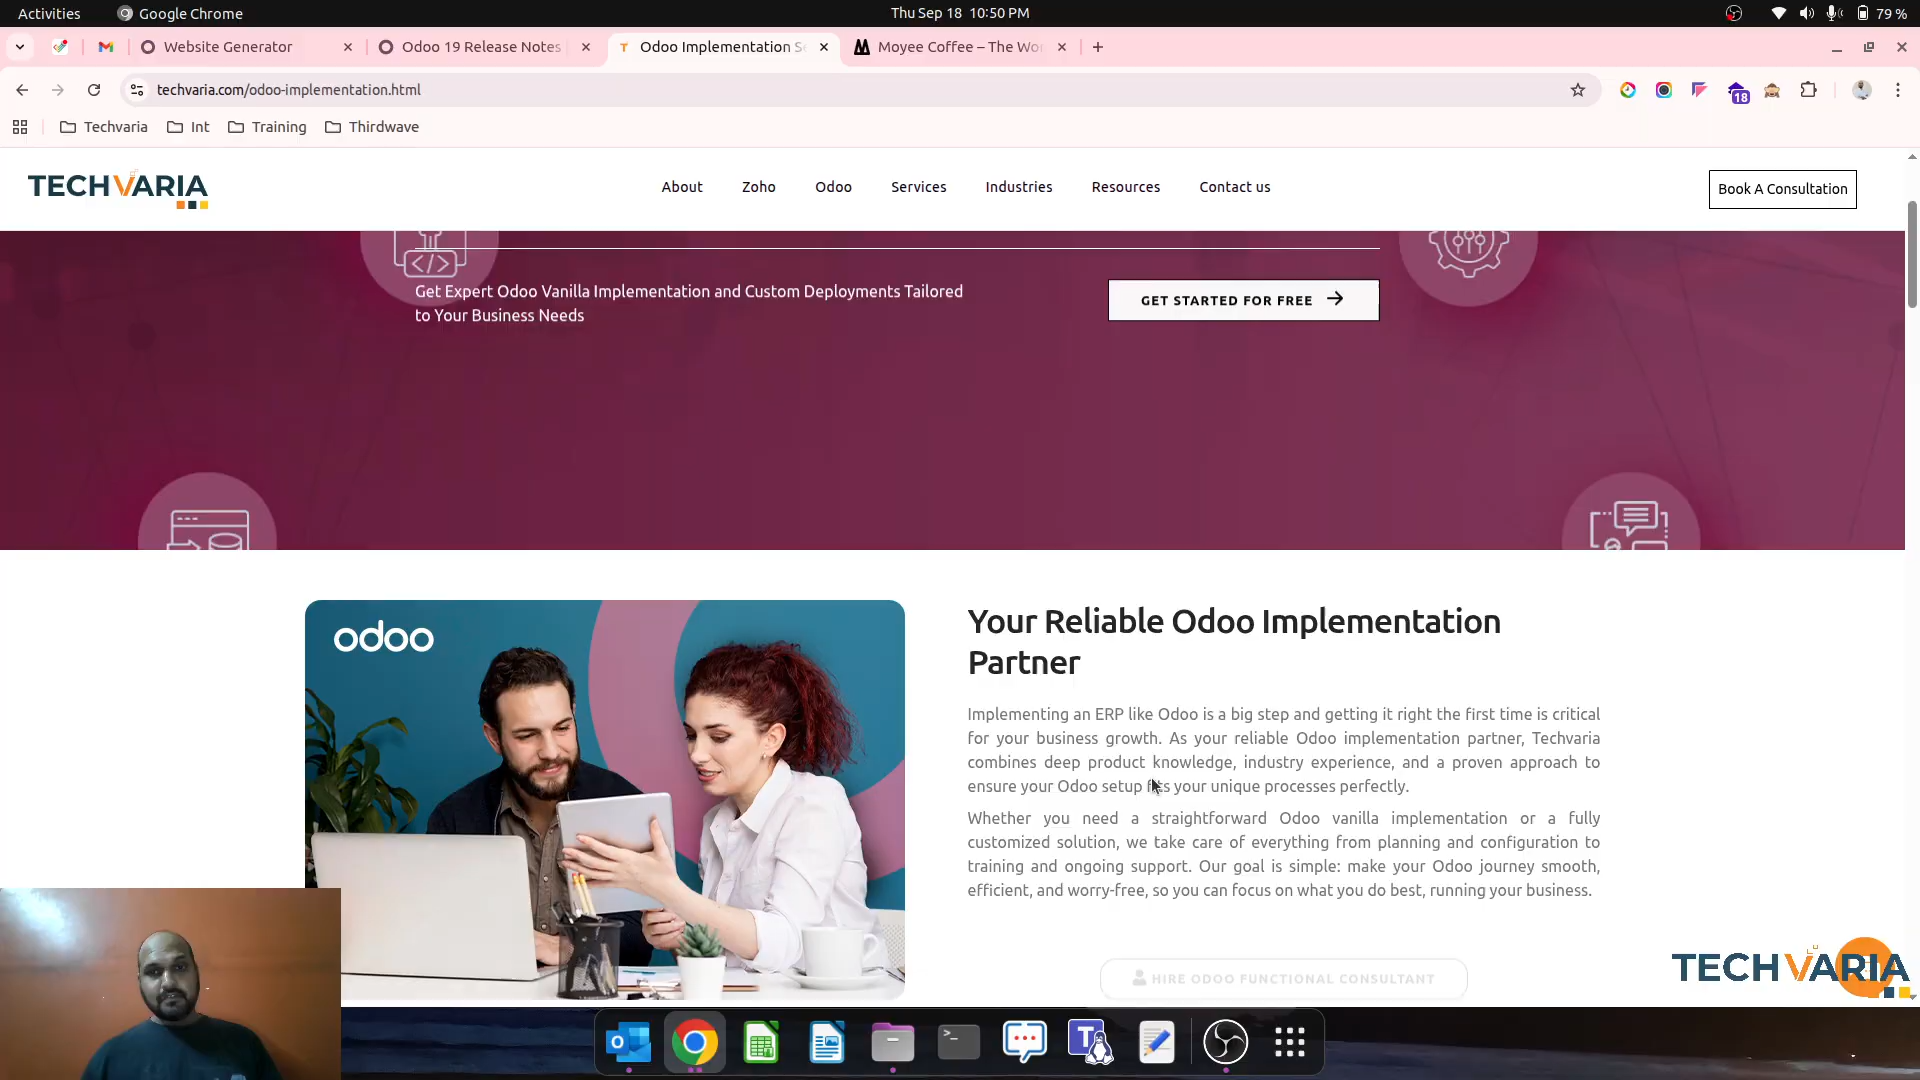 Activities
Google Chrome
Thu Sep 18 10:50 PM
79 %
Website Generator
Odoo 19 Release Notes
Odoo Implementation S
Moyee Coffee – The Wo
techvaria.com/odoo-implementation.html
18
Techvaria
Int
Training
Thirdwave
TECHVARIA
About
Zoho
Odoo
Services
Industries
Resources
Contact us
Book A Consultation
Get Expert Odoo Vanilla Implementation and Custom Deployments Tailored
to Your Business Needs
GET STARTED FOR FREE
odoo
Your Reliable Odoo Implementation
Partner
Implementing an ERP like Odoo is a big step and getting it right the first time is critical
for your business growth. As your reliable Odoo implementation partner, Techvaria
combines deep product knowledge, industry experience, and a proven approach to
ensure your Odoo setup fits your unique processes perfectly.
Whether you need a straightforward Odoo vanilla implementation or a fully
customized solution, we take care of everything from planning and configuration to
training and ongoing support. Our goal is simple: make your Odoo journey smooth,
efficient, and worry-free, so you can focus on what you do best, running your business.
HIRE ODOO FUNCTIONAL CONSULTANT
TECHVARIA